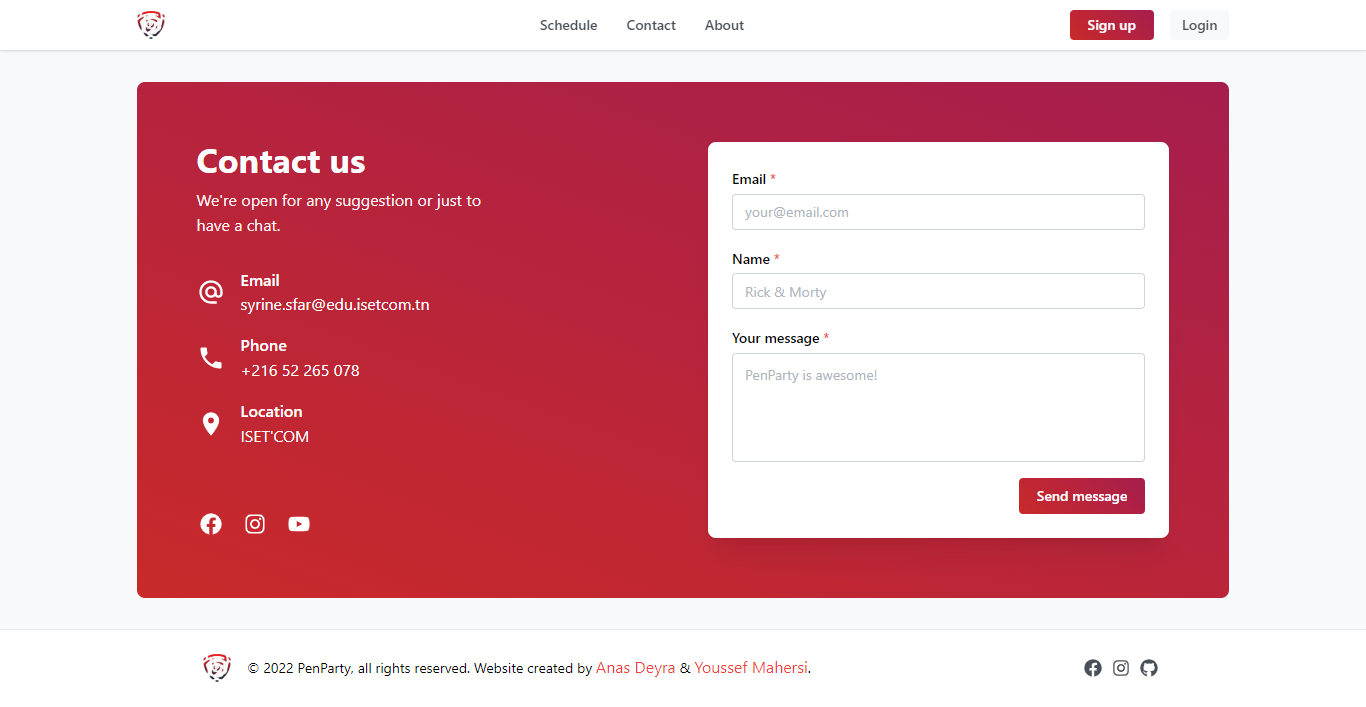 Schedule Contact About Sign up Login
Contact us
We're open for any suggestion or just to
have a chat.
Email
syrine.sfar@edu.isetcom.tn
Phone
+216 52 265 078
Location
ISET'COM
Email *
your@email.com
Name *
Rick & Morty
Your message *
PenParty is awesome!
Send message
© 2022 PenParty, all rights reserved. Website created by Anas Deyra & Youssef Mahersi.